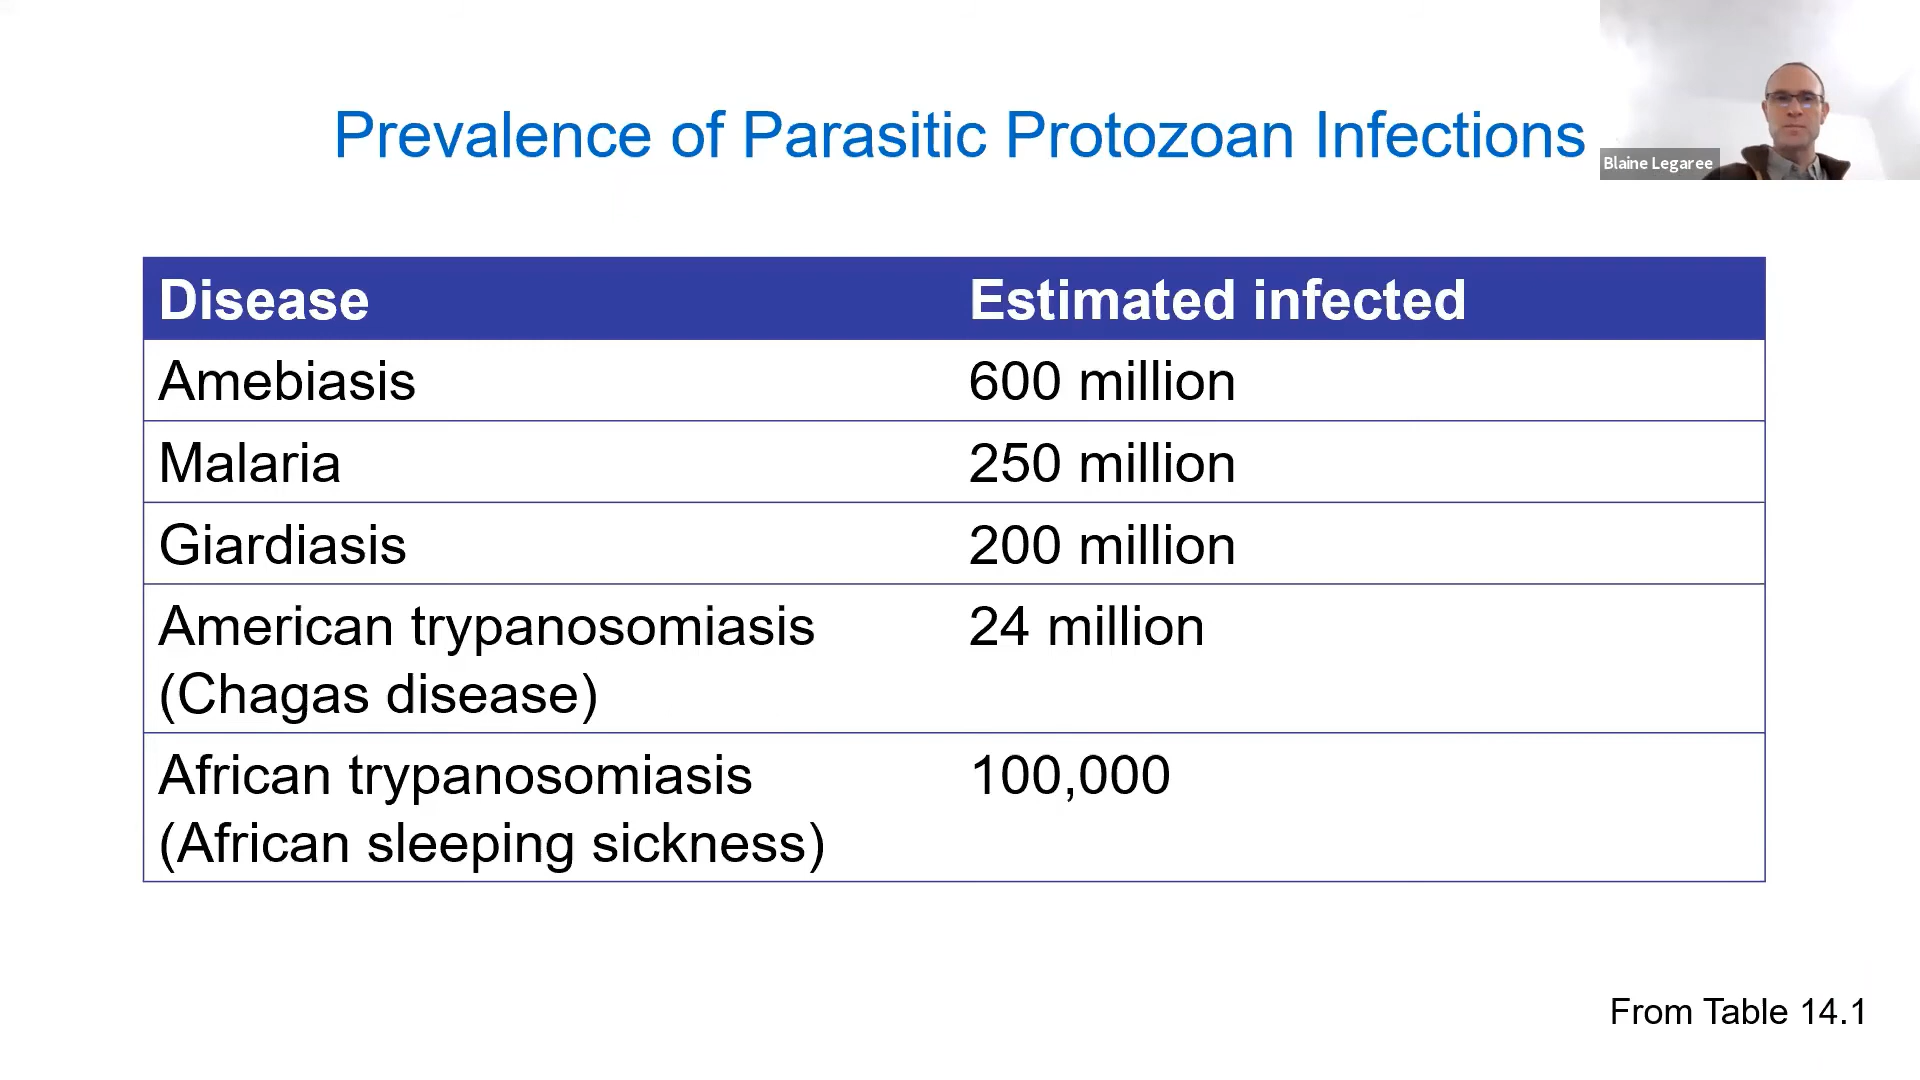 Prevalence of Parasitic Protozoan Infections
Blaine Legaree
Disease Estimated infected
Amebiasis 600 million
Malaria 250 million
Giardiasis 200 million
American trypanosomiasis 24 million
(Chagas disease)
African trypanosomiasis 100,000
(African sleeping sickness)
From Table 14.1